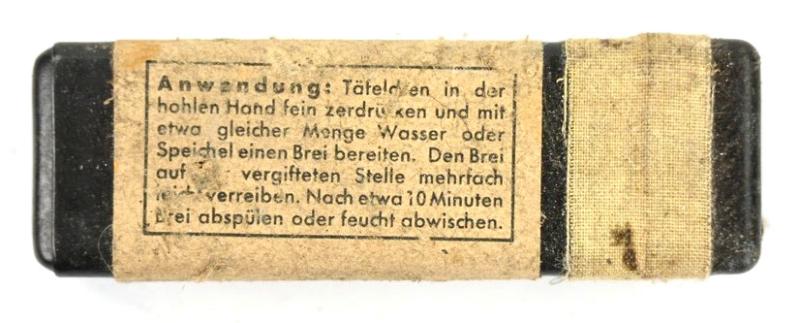 Anwendung: Täfelchen in der
hohlen Hand fein zerdrücken und mit
etwa gleicher Menge Wasser oder
Speichel einen Brei bereiten. Den Brei
auf vergifteten Stelle mehrfach
leicht verreiben. Nach etwa 10 Minuten
Brei abspülen oder feucht abwischen.